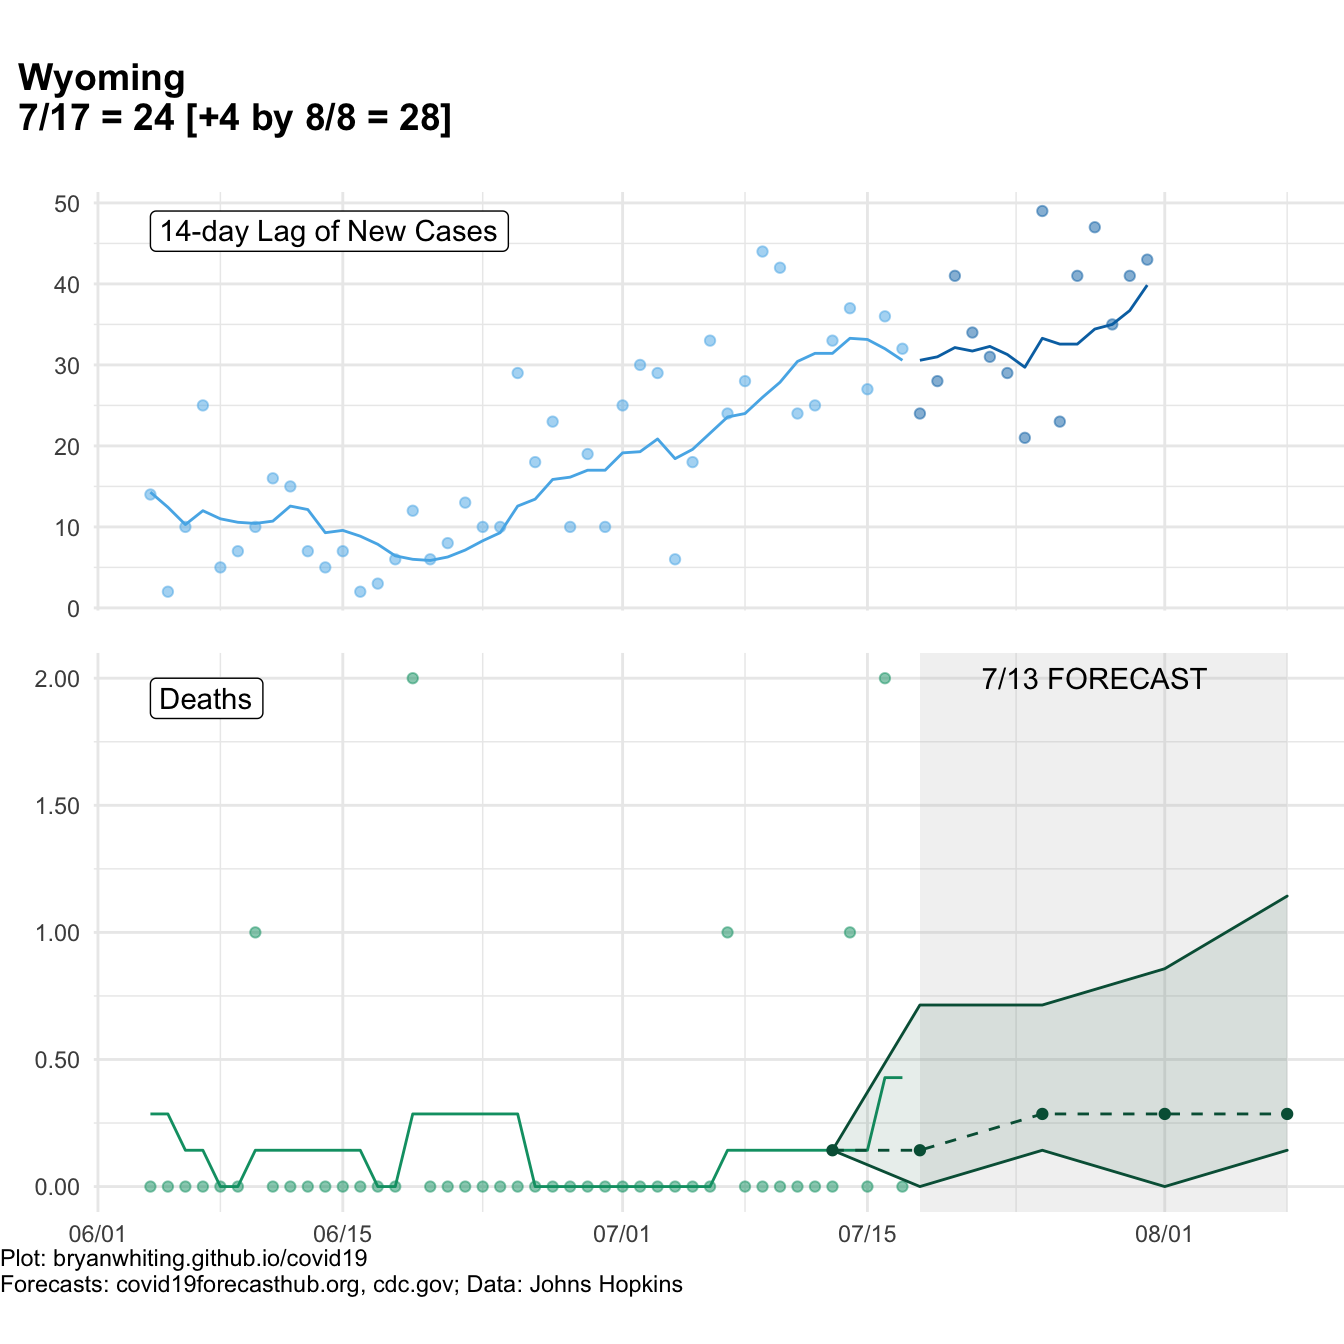 Wyoming
7/17 = 24 [+4 by 8/8 = 28]
50
14-day Lag of New Cases
40
30
20
10
0
2.00
7/13 FORECAST
Deaths
1.50
1.00
0.50
0.00
06/01 06/15 07/01 07/15 08/01
Plot: bryanwhiting.github.io/covid19
Forecasts: covid19forecasthub.org, cdc.gov; Data: Johns Hopkins